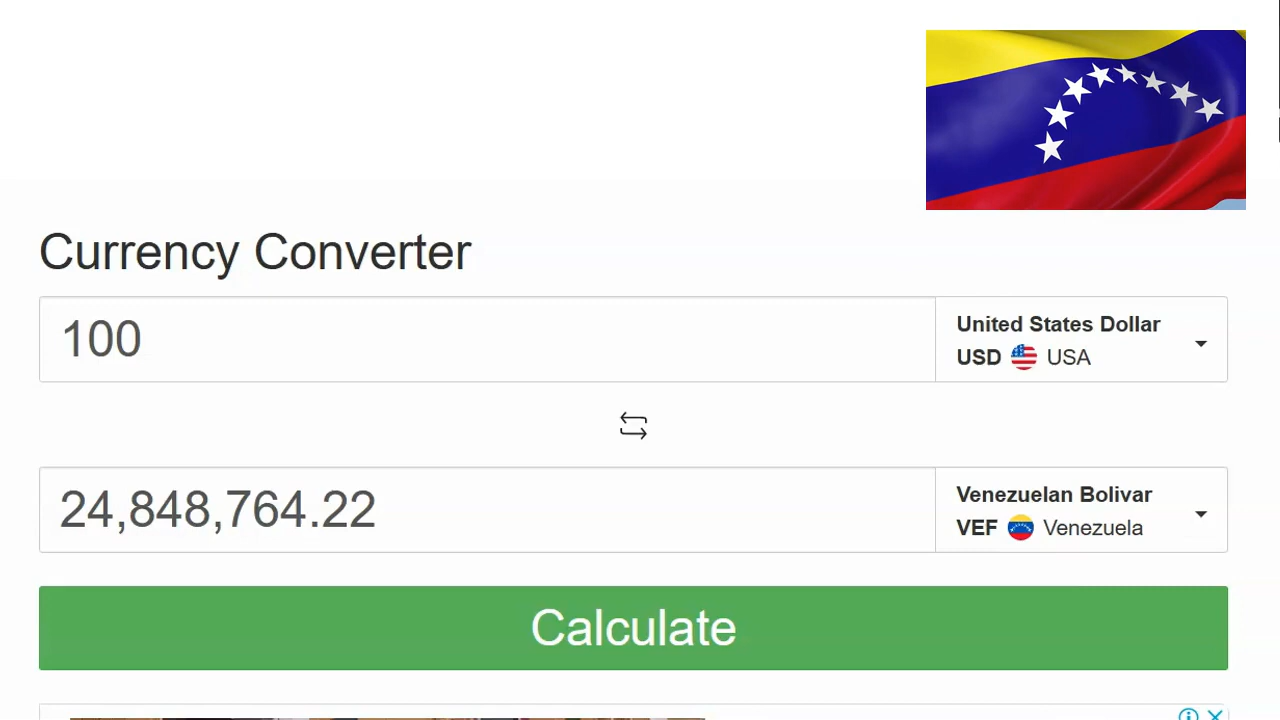 Currency Converter
100
United States Dollar
USD USA
24,848,764.22
Venezuelan Bolivar
VEF Venezuela
Calculate